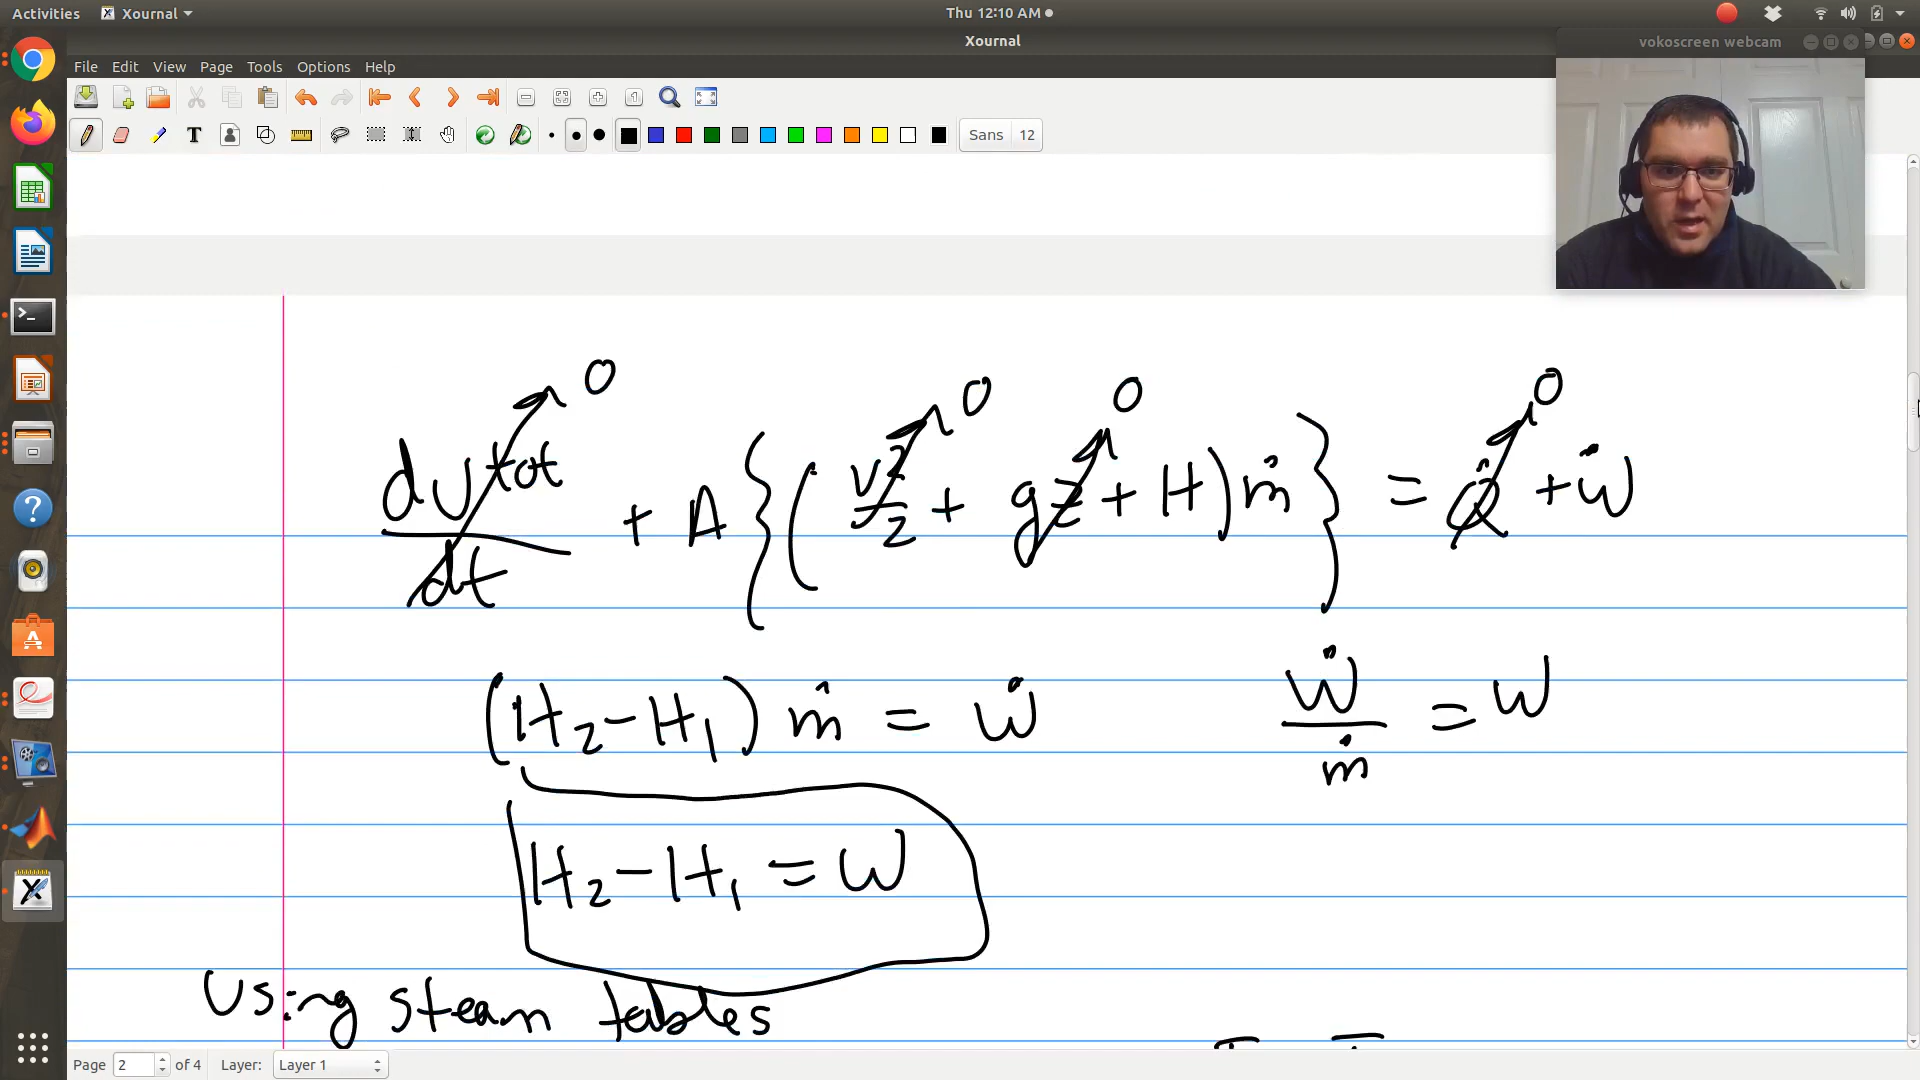 Activities Xournal Thu 12:10 AM
Xournal
vokoscreen webcam
File Edit View Page Tools Options Help
Sans 12
dU^tot/dt → 0 + Δ{(v²/2 → 0 + gz → 0 + H)ṁ} = Q̇ → 0 + Ẇ
(H₂-H₁)ṁ = Ẇ Ẇ/ṁ = W
H₂-H₁ = W
Using steam tables
Page 2 of 4 Layer: Layer 1